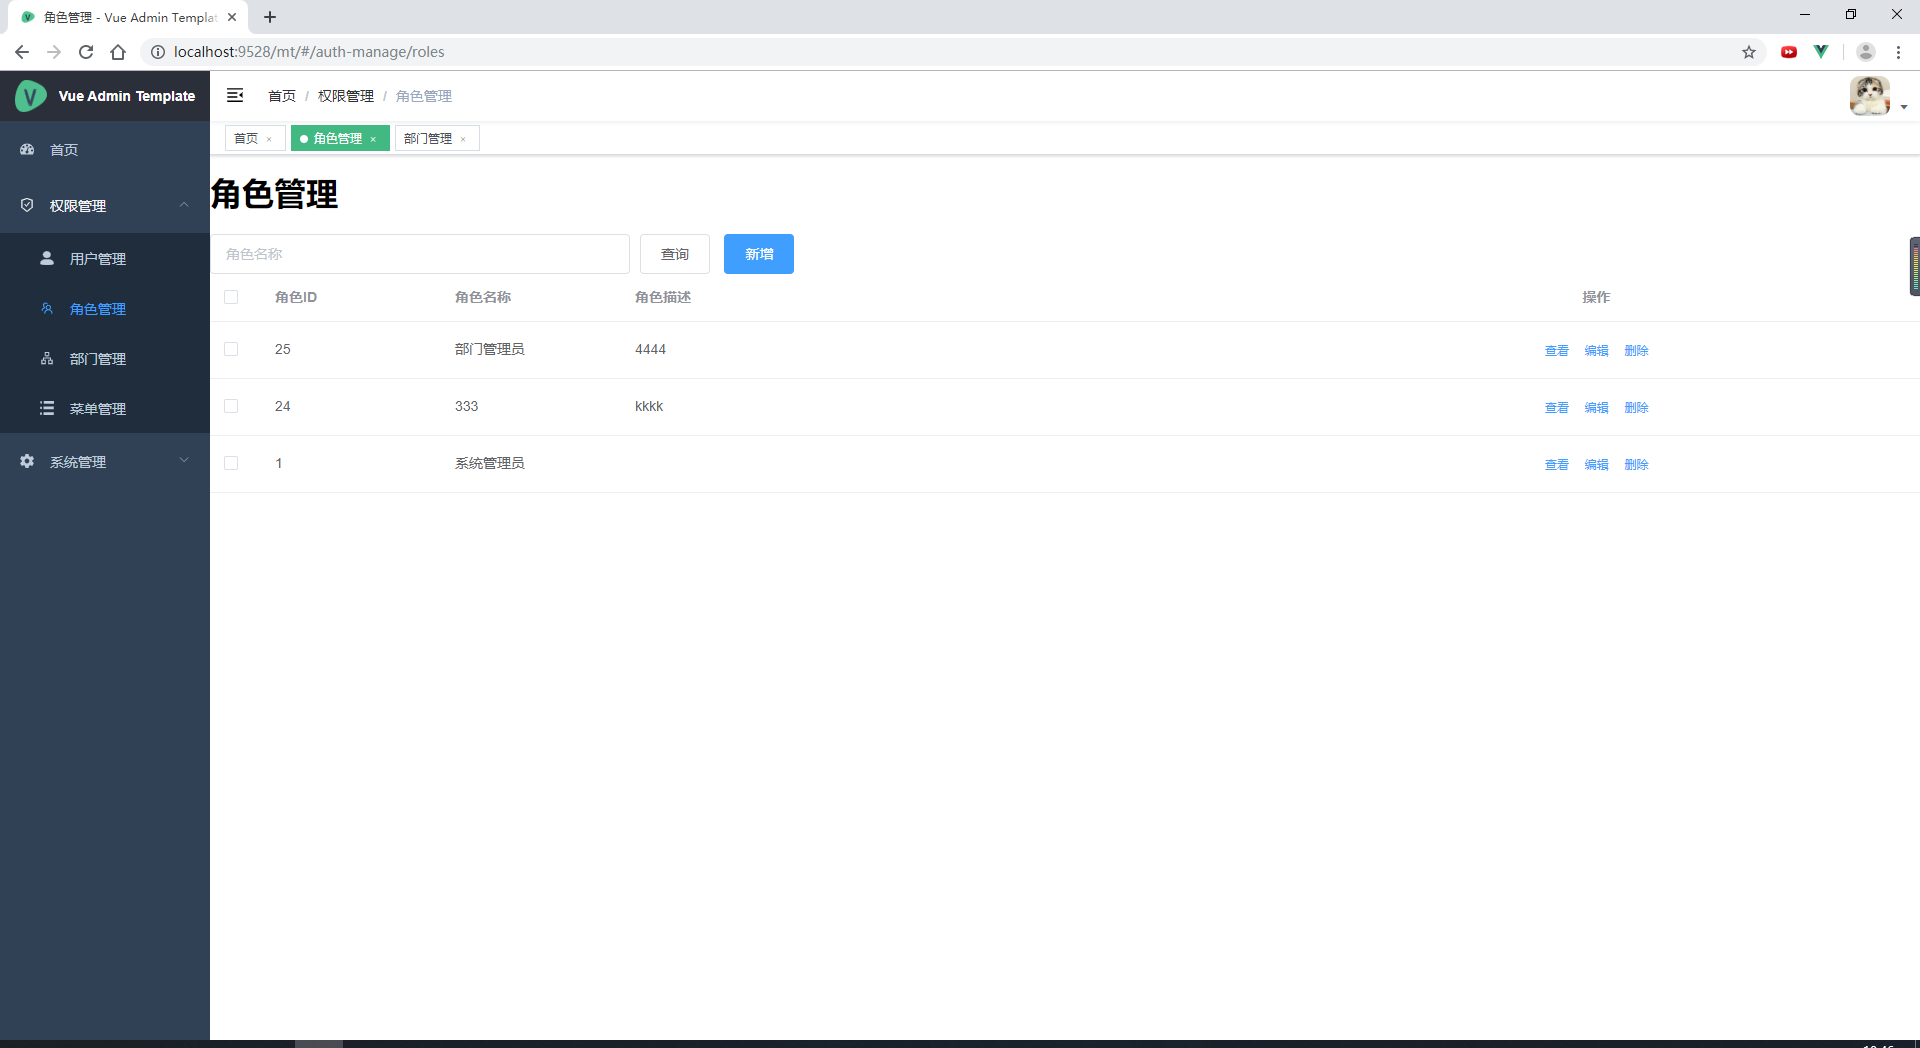 角色管理 - Vue Admin Templat
localhost:9528/mt/#/auth-manage/roles
Vue Admin Template
首页 / 权限管理 / 角色管理
首页 × 角色管理 × 部门管理 ×
首页
权限管理
用户管理
角色管理
部门管理
菜单管理
系统管理
角色管理
角色名称 查询 新增
角色ID 角色名称 角色描述 操作
25 部门管理员 4444 查看 编辑 删除
24 333 kkkk 查看 编辑 删除
1 系统管理员 查看 编辑 删除